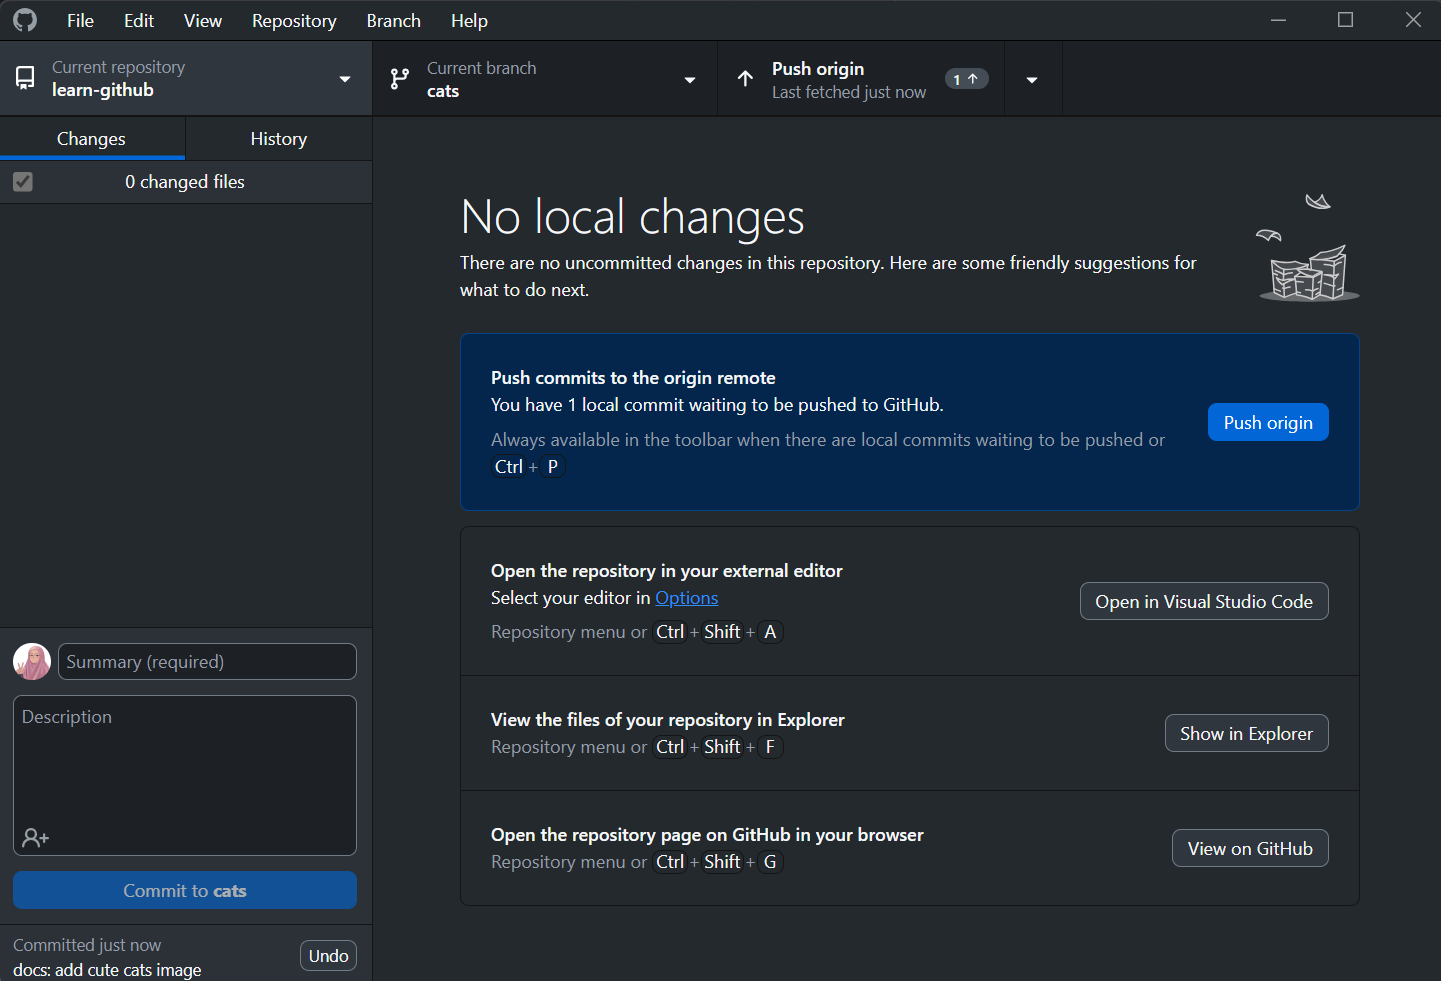 File Edit View Repository Branch Help
Current repository
learn-github
Current branch
cats
Push origin
Last fetched just now
1
Changes
History
0 changed files
No local changes
There are no uncommitted changes in this repository. Here are some friendly suggestions for
what to do next.
Push commits to the origin remote
You have 1 local commit waiting to be pushed to GitHub.
Always available in the toolbar when there are local commits waiting to be pushed or
Ctrl + P
Push origin
Open the repository in your external editor
Select your editor in Options
Repository menu or Ctrl + Shift + A
Open in Visual Studio Code
View the files of your repository in Explorer
Repository menu or Ctrl + Shift + F
Show in Explorer
Open the repository page on GitHub in your browser
Repository menu or Ctrl + Shift + G
View on GitHub
Summary (required)
Description
Commit to cats
Committed just now
docs: add cute cats image
Undo